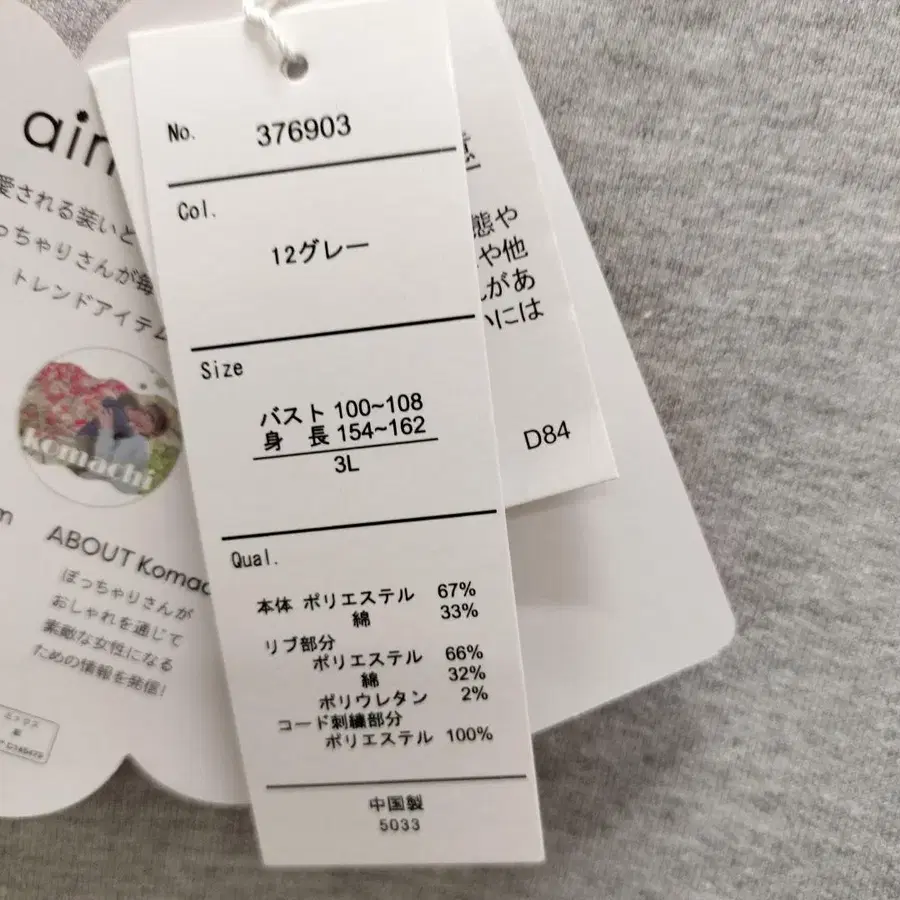 No. 376903
Col.
12グレー
Size
バスト 100~108
身 長 154~162
3L
Qual.
本体 ポリエステル 67%
綿 33%
リブ部分
ポリエステル 66%
綿 32%
ポリウレタン 2%
コード刺繍部分
ポリエステル 100%
中国製
5033
愛される装いと
っちゃりさんが毎
トレンドアイテム
komachi
ABOUT Komac
ぽっちゃりさんが
おしゃれを通じて
素敵な女性になる
ための情報を発信!
態や
や他
があ
には
D84